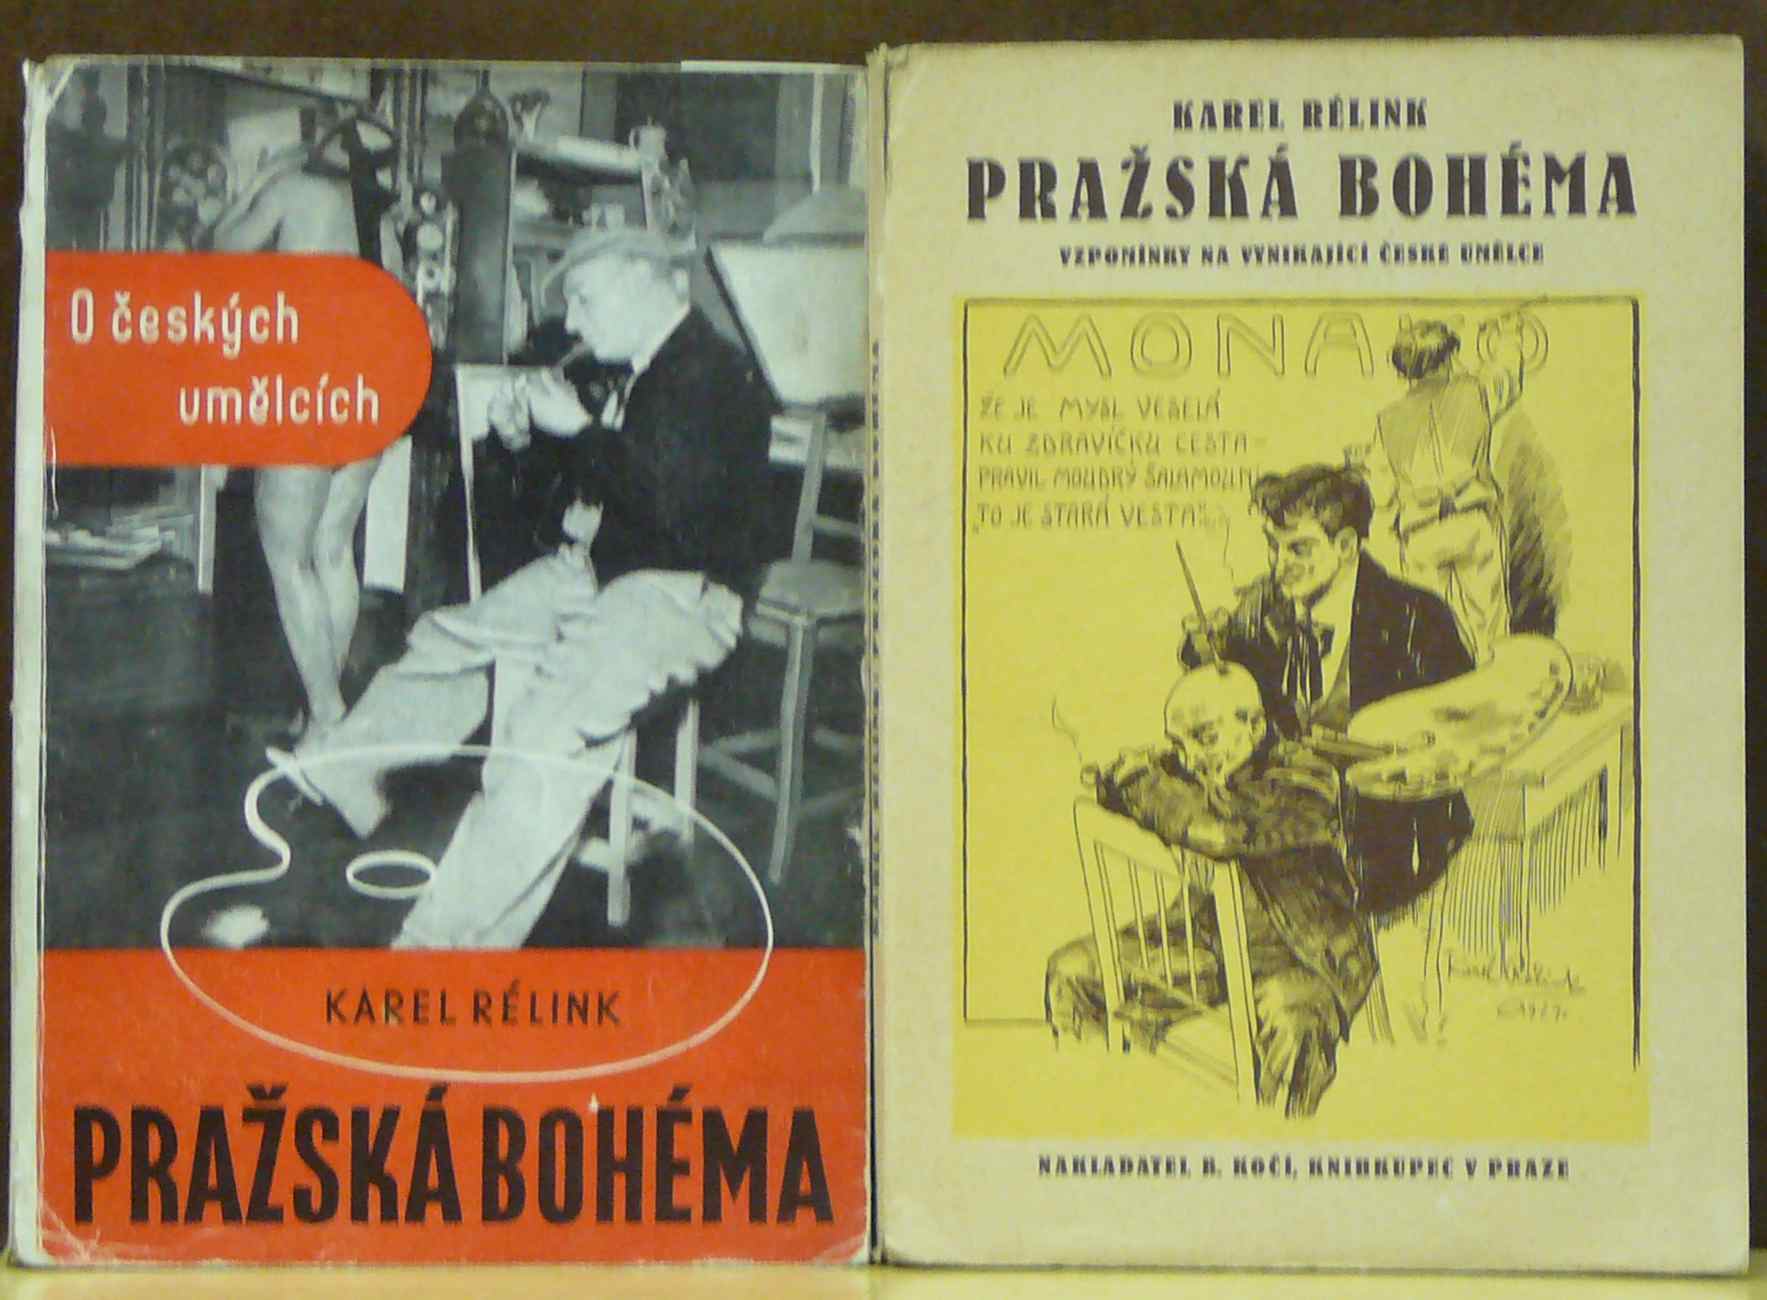 O českých
umělcích
KAREL RÉLINK
PRAŽSKÁ BOHÉMA
KAREL RÉLINK
PRAŽSKÁ BOHÉMA
VZPOMÍNKY NA VYNIKAJÍCÍ ČESKÉ UMĚLCE
MONAKO
ŽE JE MYSL VESELÁ
KU ZDRAVÍČKU CESTA
PRAVIL MOUDRÝ ŠALAMOUN
TO JE STARÁ VESTA
NAKLADATEL B. KOČÍ, KNIHKUPEC V PRAZE